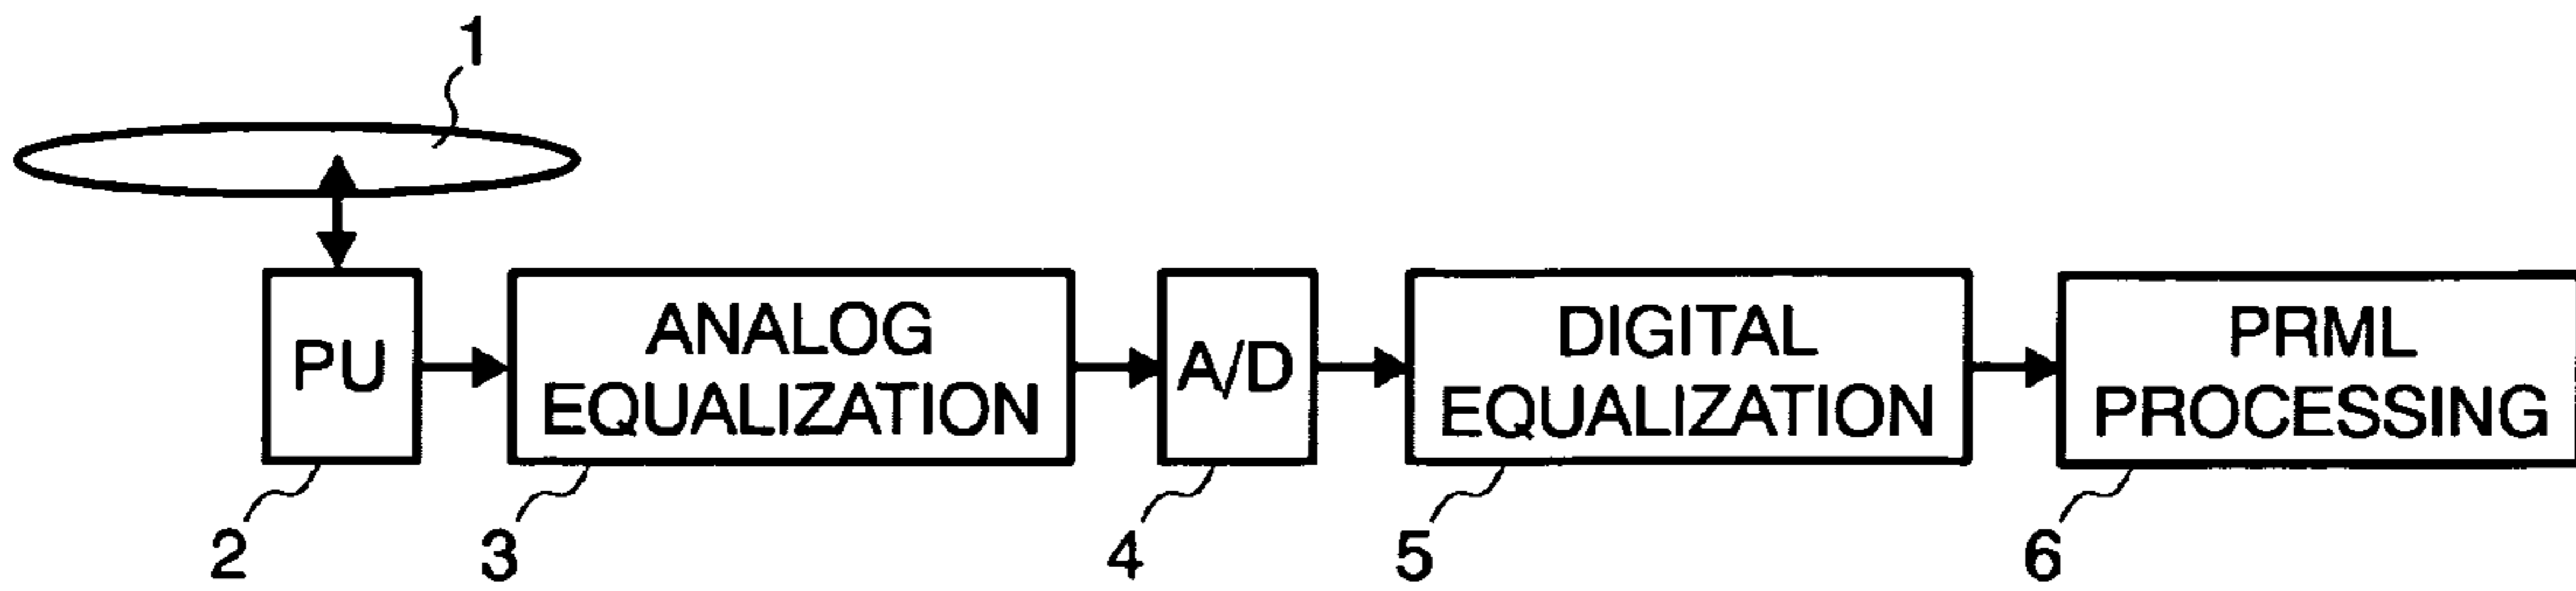 1
PU
ANALOG
EQUALIZATION
A/D
DIGITAL
EQUALIZATION
PRML
PROCESSING
2
3
4
5
6